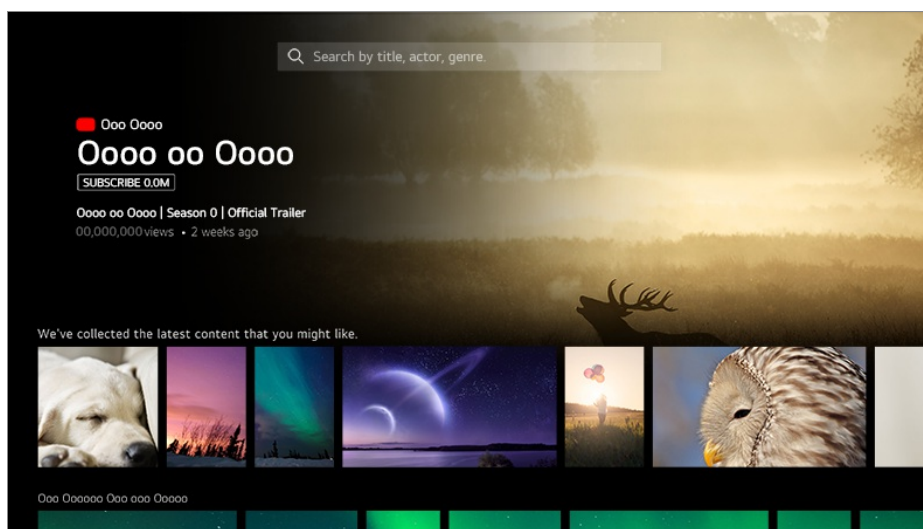 Search by title, actor, genre.
Ooo Oooo
Oooo oo Oooo
SUBSCRIBE 0.0M
Oooo oo Oooo | Season 0 | Official Trailer
00,000,000 views • 2 weeks ago
We've collected the latest content that you might like.
Ooo Oooooo Ooo ooo Ooooo